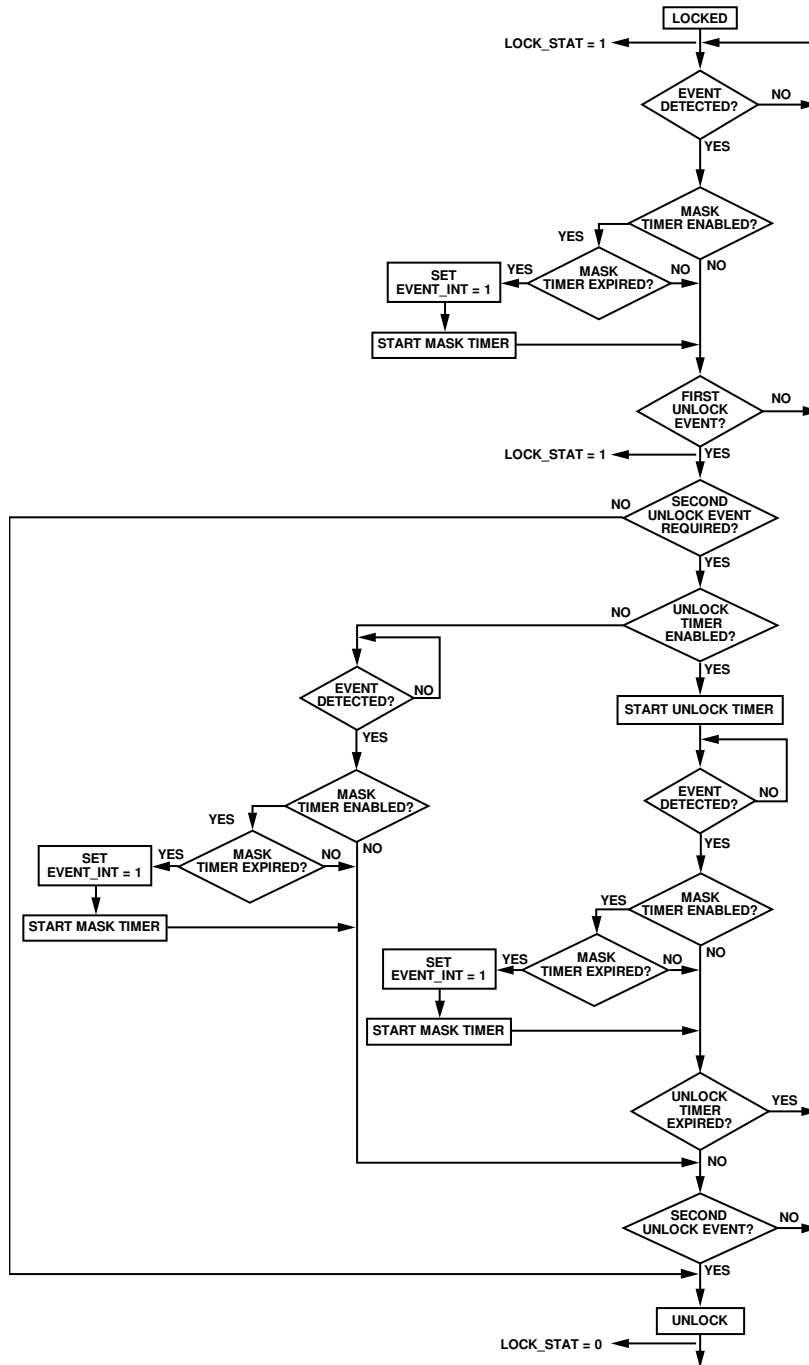 LOCKED
LOCK_STAT = 1
EVENT
DETECTED?
NO
YES
MASK
TIMER ENABLED?
YES
NO
SET
EVENT_INT = 1
YES
MASK
TIMER EXPIRED?
NO
START MASK TIMER
FIRST
UNLOCK
EVENT?
NO
LOCK_STAT = 1
YES
NO
SECOND
UNLOCK EVENT
REQUIRED?
YES
NO
UNLOCK
TIMER
ENABLED?
YES
EVENT
DETECTED?
NO
YES
START UNLOCK TIMER
MASK
TIMER ENABLED?
YES
NO
EVENT
DETECTED?
NO
YES
SET
EVENT_INT = 1
YES
MASK
TIMER EXPIRED?
NO
START MASK TIMER
MASK
TIMER ENABLED?
YES
NO
SET
EVENT_INT = 1
YES
MASK
TIMER EXPIRED?
NO
START MASK TIMER
UNLOCK
TIMER
EXPIRED?
YES
NO
SECOND
UNLOCK EVENT?
NO
YES
UNLOCK
LOCK_STAT = 0